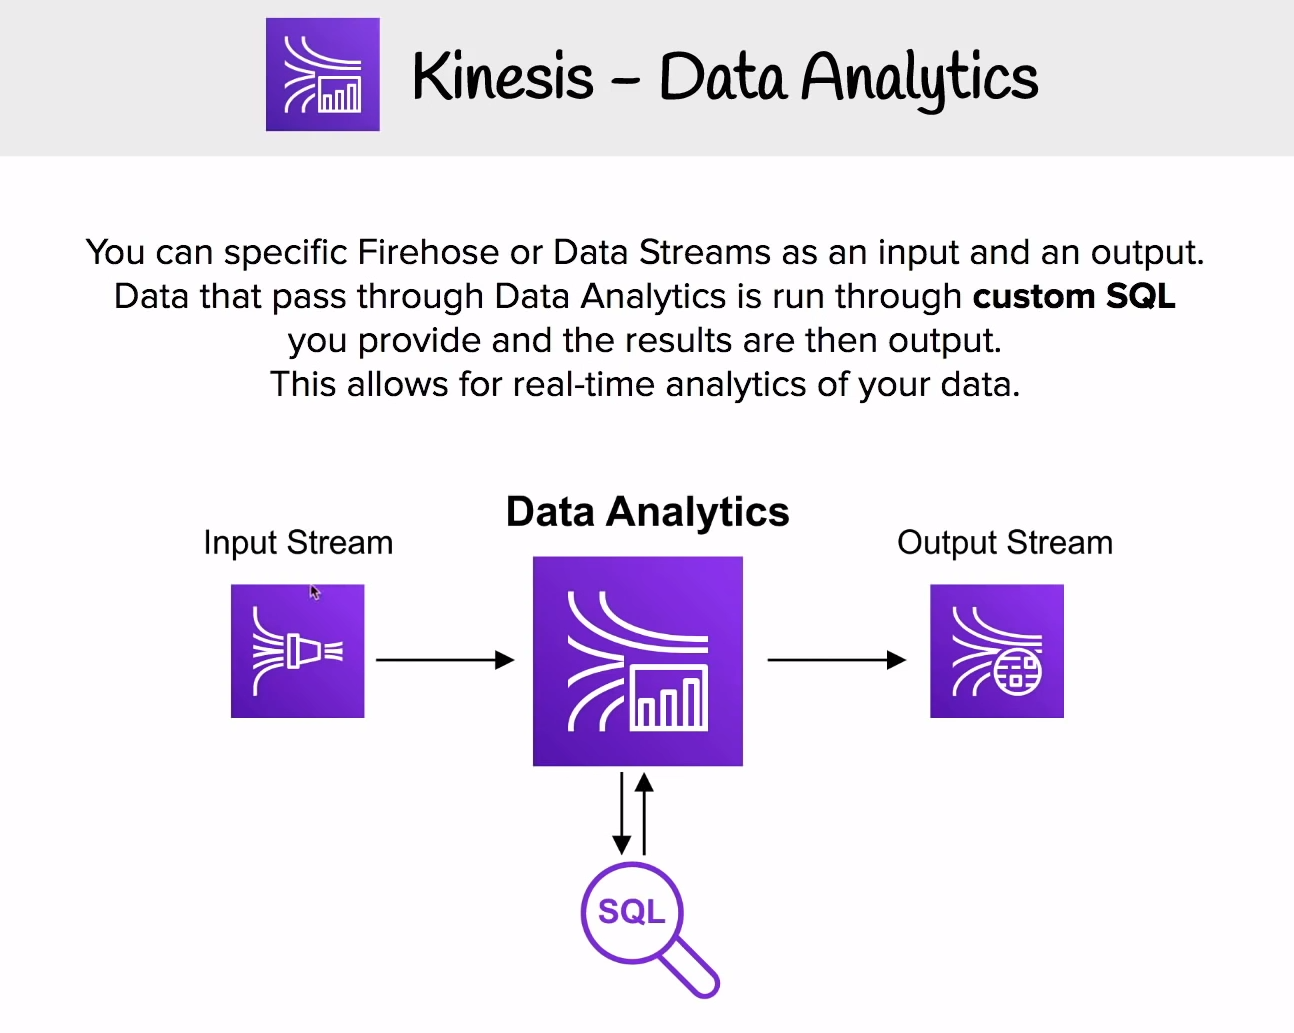 Kinesis – Data Analytics
You can specific Firehose or Data Streams as an input and an output.
Data that pass through Data Analytics is run through custom SQL
you provide and the results are then output.
This allows for real-time analytics of your data.
Data Analytics
Input Stream
Output Stream
SQL